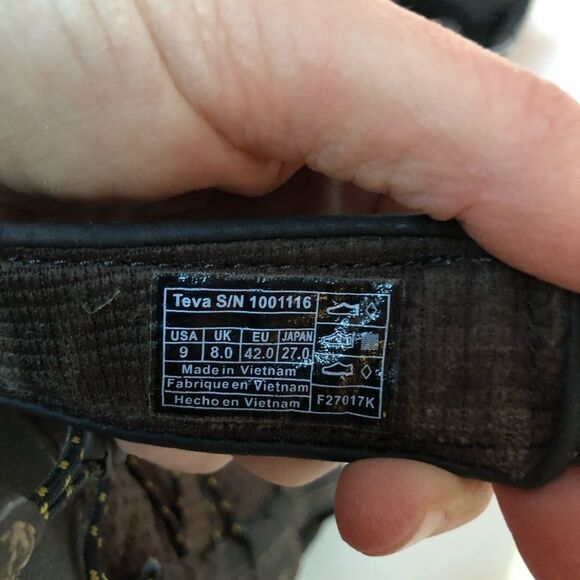 Teva S/N 1001116
USA UK EU JAPAN
9 8.0 42.0 27.0
Made in Vietnam
Fabrique en Vietnam
Hecho en Vietnam
F27017K